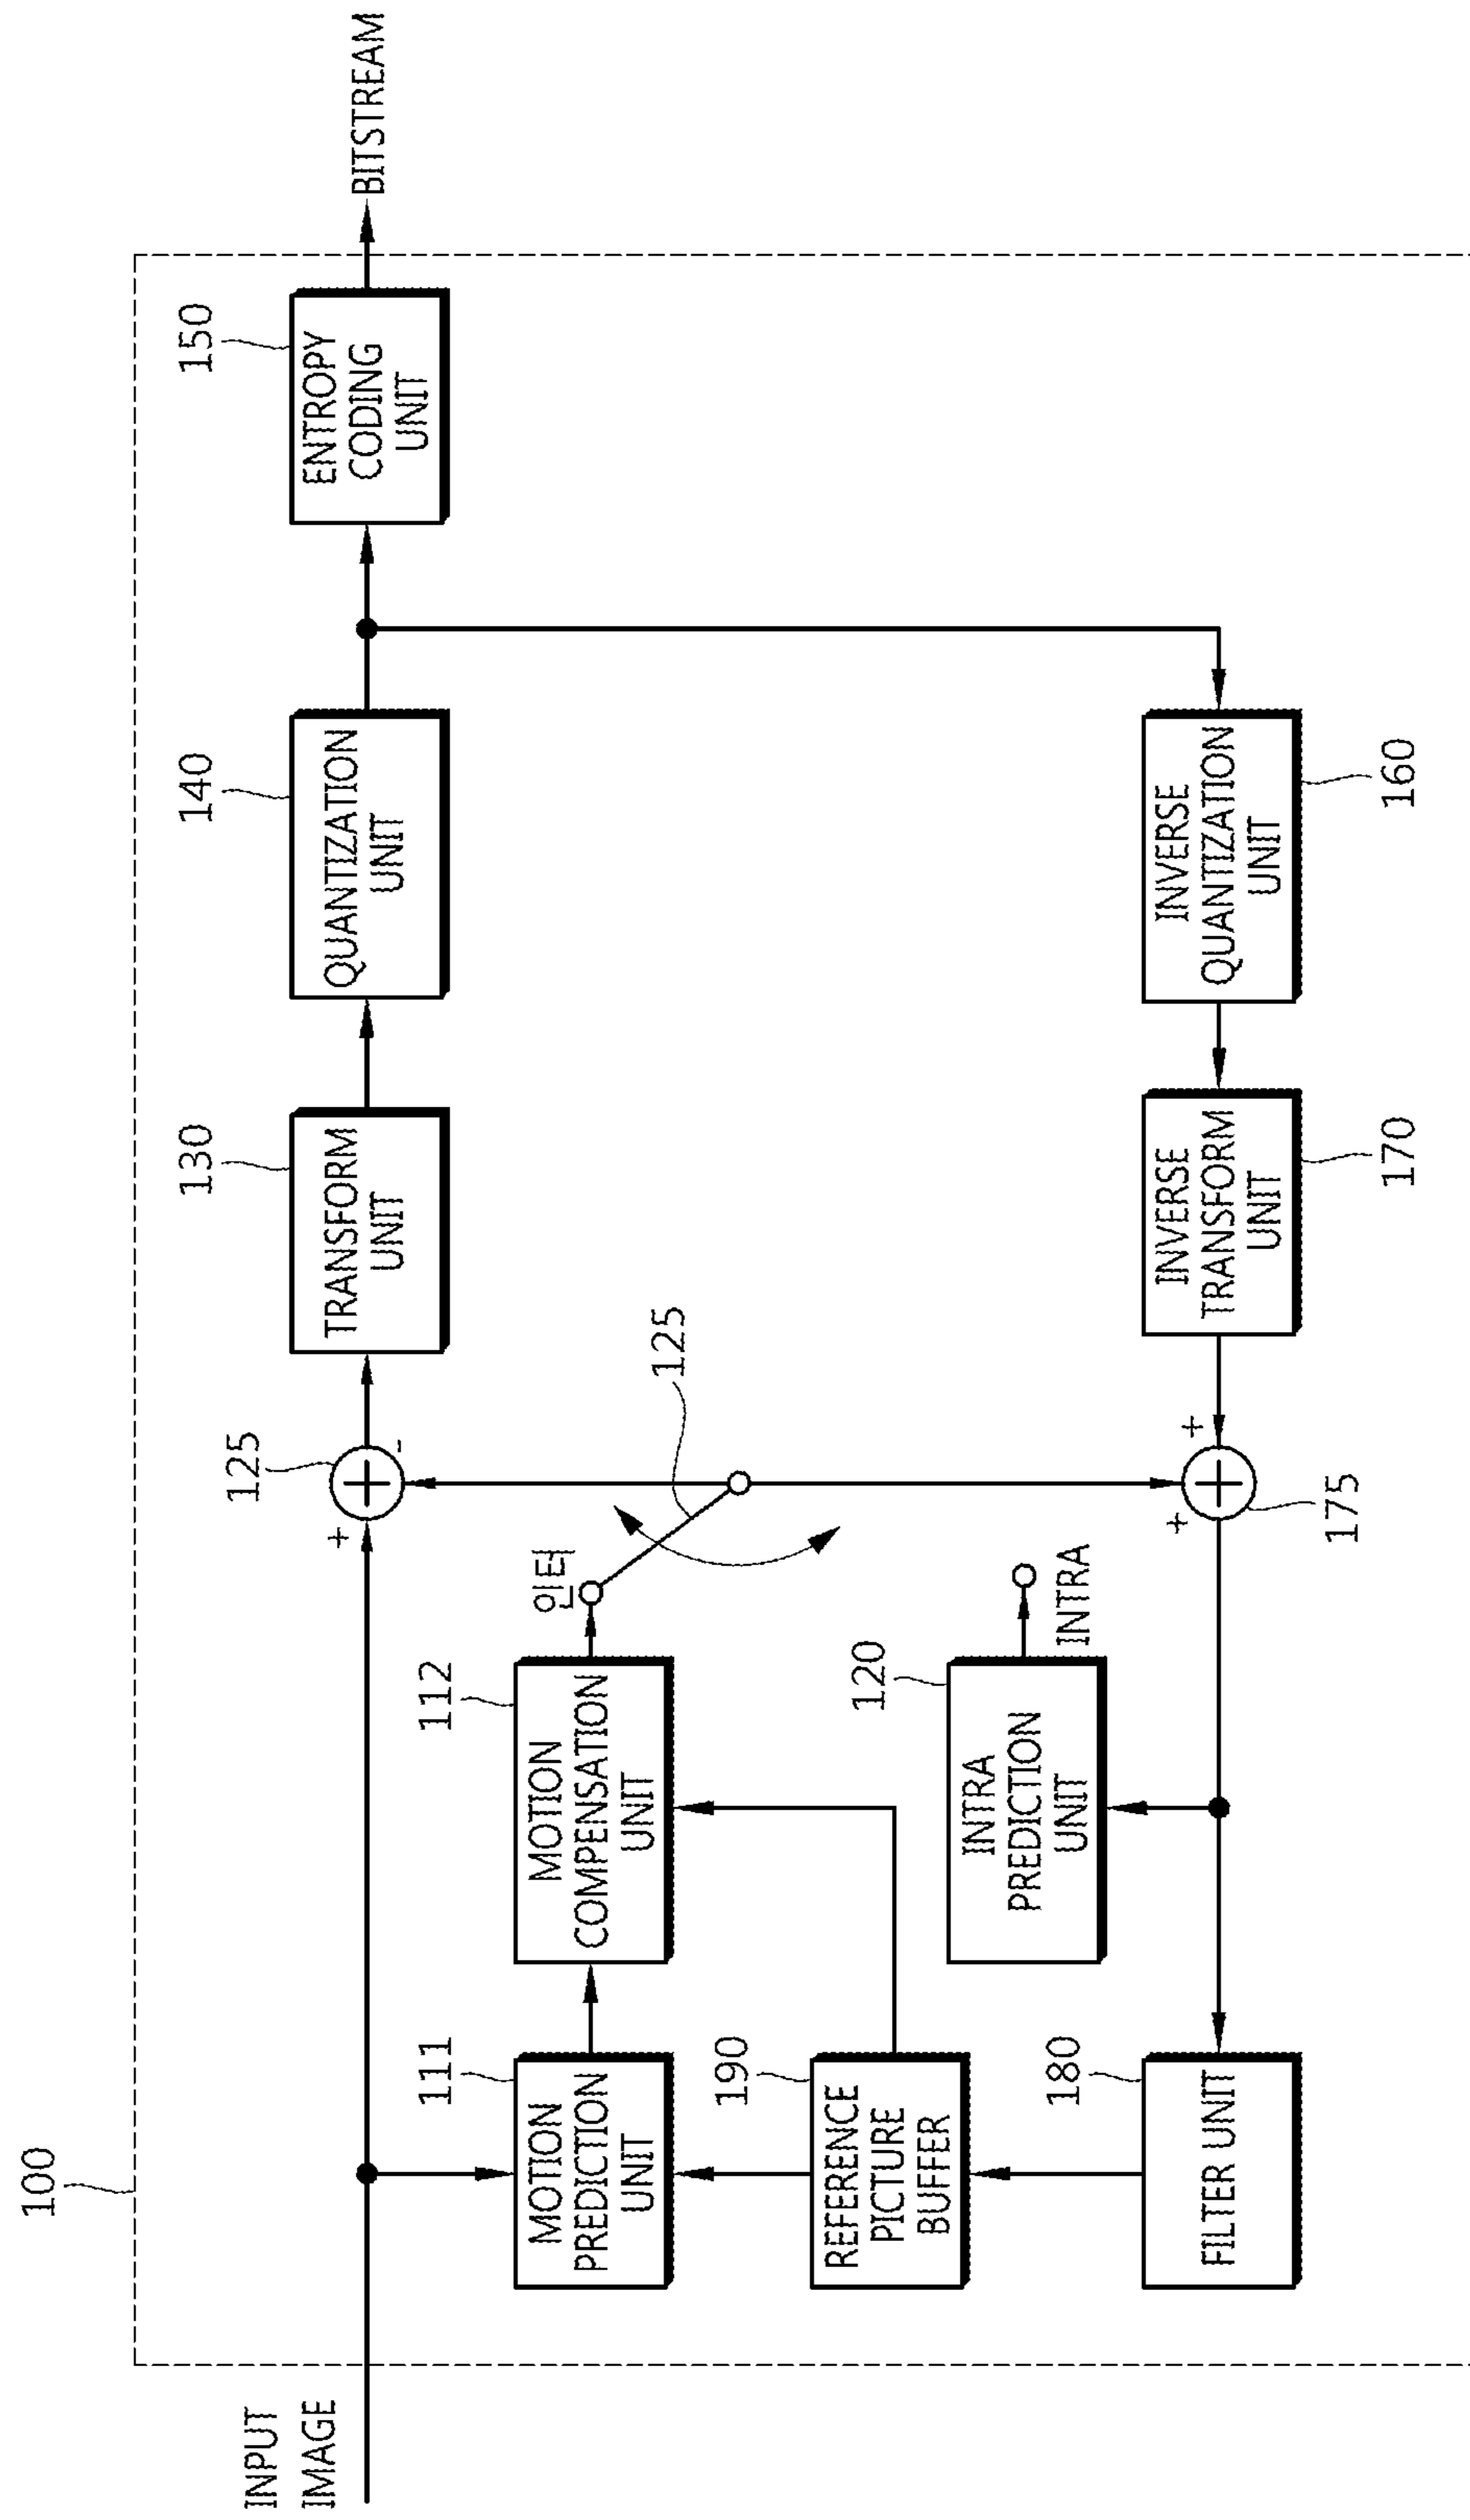 100
INPUT
IMAGE
125
+
-
130
TRANSFORM
UNIT
140
QUANTIZATION
UNIT
150
ENTROPY
CODING
UNIT
BITSTREAM
111
MOTION
PREDICTION
UNIT
112
MOTION
COMPENSATION
UNIT
인터
125
190
REFERENCE
PICTURE
BUFFER
120
INTRA
PREDICTION
UNIT
INTRA
180
FILTER UNIT
+
+
175
INVERSE
TRANSFORM
UNIT
170
INVERSE
QUANTIZATION
UNIT
160